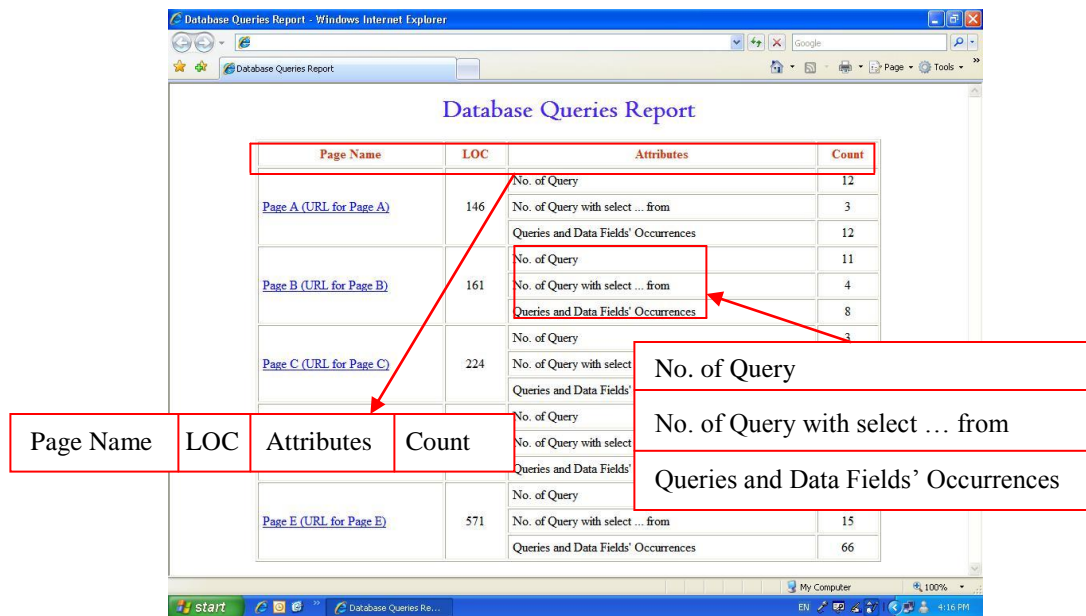 Database Queries Report - Windows Internet Explorer
Google
Database Queries Report
Page
Tools
»
Database Queries Report
Page Name LOC Attributes Count
No. of Query 12
Page A (URL for Page A) 146 No. of Query with select ... from 3
Queries and Data Fields' Occurrences 12
No. of Query 11
Page B (URL for Page B) 161 No. of Query with select ... from 4
Queries and Data Fields' Occurrences 8
No. of Query 3
Page C (URL for Page C) 224 No. of Query with select
Queries and Data Fields'
No. of Query
No. of Query with select
Queries and Data Fields'
No. of Query
Page E (URL for Page E) 571 No. of Query with select ... from 15
Queries and Data Fields' Occurrences 66
Page Name LOC Attributes Count
No. of Query
No. of Query with select … from
Queries and Data Fields’ Occurrences
My Computer 100%
start » Database Queries Re... EN 4:16 PM